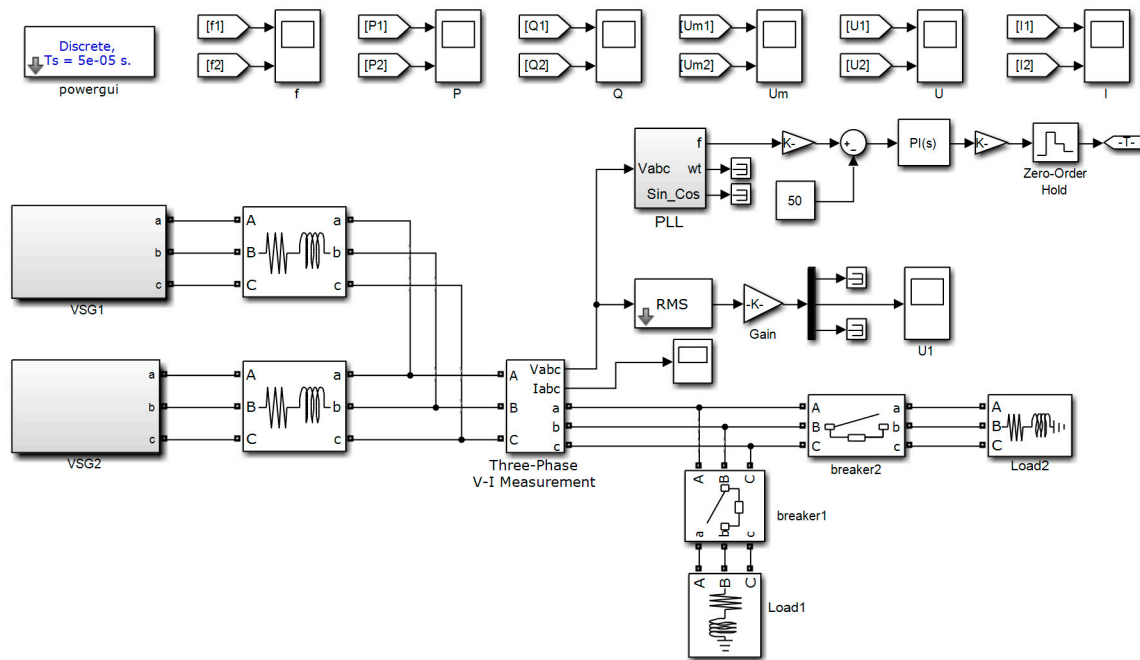 [f1] [P1] [Q1] [Um1] [U1] [I1]
Discrete,
Ts = 5e-05 s.
[f2] [P2] [Q2] [Um2] [U2] [I2]
powergui
f P Q Um U I
f
K-
+
-
PI(s)
K-
-T-
Vabc
wt
Sin_Cos
PLL
50
Zero-Order
Hold
a
b
c
VSG1
A a
B b
C c
RMS
-K-
Gain
U1
a
b
c
VSG2
A a
B b
C c
A Vabc
Iabc
B a
b
C c
Three-Phase
V-I Measurement
A a
B b
C c
breaker2
A
B
C
Load2
A B C
a b c
breaker1
A B C
Load1